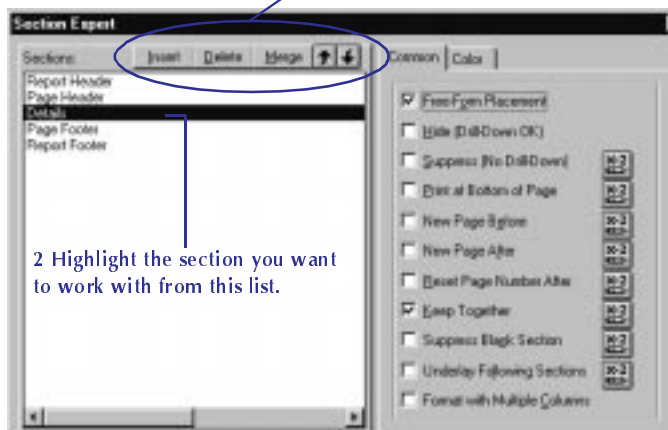 Section Expert
Sections: Insert Delete Merge
Report Header
Page Header
Details
Page Footer
Report Footer
2 Highlight the section you want
to work with from this list.
Common Color
Free-Form Placement
Hide (Drill-Down OK)
Suppress (No Drill-Down)
Print at Bottom of Page
New Page Before
New Page After
Reset Page Number After
Keep Together
Suppress Blank Section
Underlay Following Sections
Format with Multiple Columns